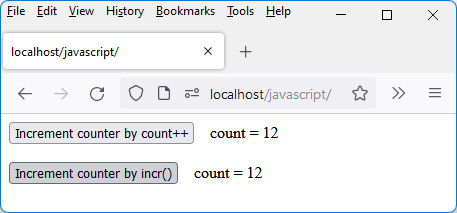 File Edit View History Bookmarks Tools Help
localhost/javascript/
localhost/javascript/
Increment counter by count++ count = 12
Increment counter by incr() count = 12